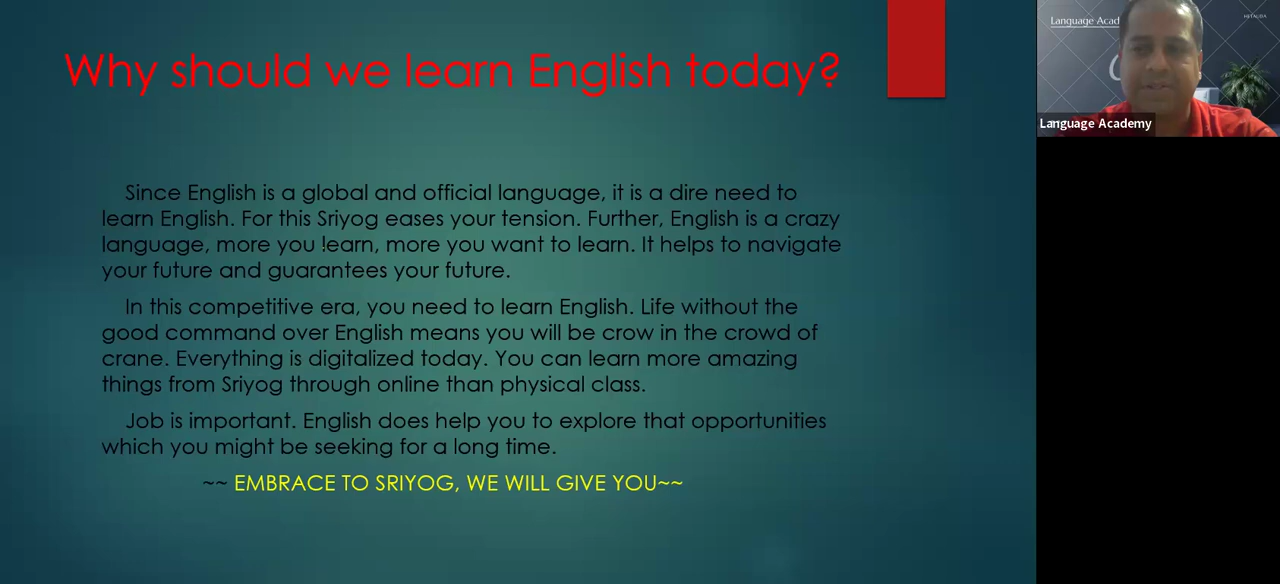 Why should we learn English today?
Since English is a global and official language, it is a dire need to
learn English. For this Sriyog eases your tension. Further, English is a crazy
language, more you learn, more you want to learn. It helps to navigate
your future and guarantees your future.
In this competitive era, you need to learn English. Life without the
good command over English means you will be crow in the crowd of
crane. Everything is digitalized today. You can learn more amazing
things from Sriyog through online than physical class.
Job is important. English does help you to explore that opportunities
which you might be seeking for a long time.
~~ EMBRACE TO SRIYOG, WE WILL GIVE YOU~~
Language Acad
Language Academy